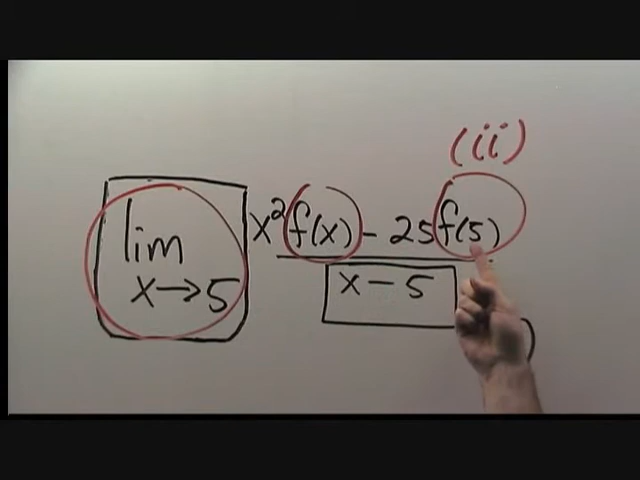 (ii)
lim x²f(x) - 25f(5)
x→5 x - 5